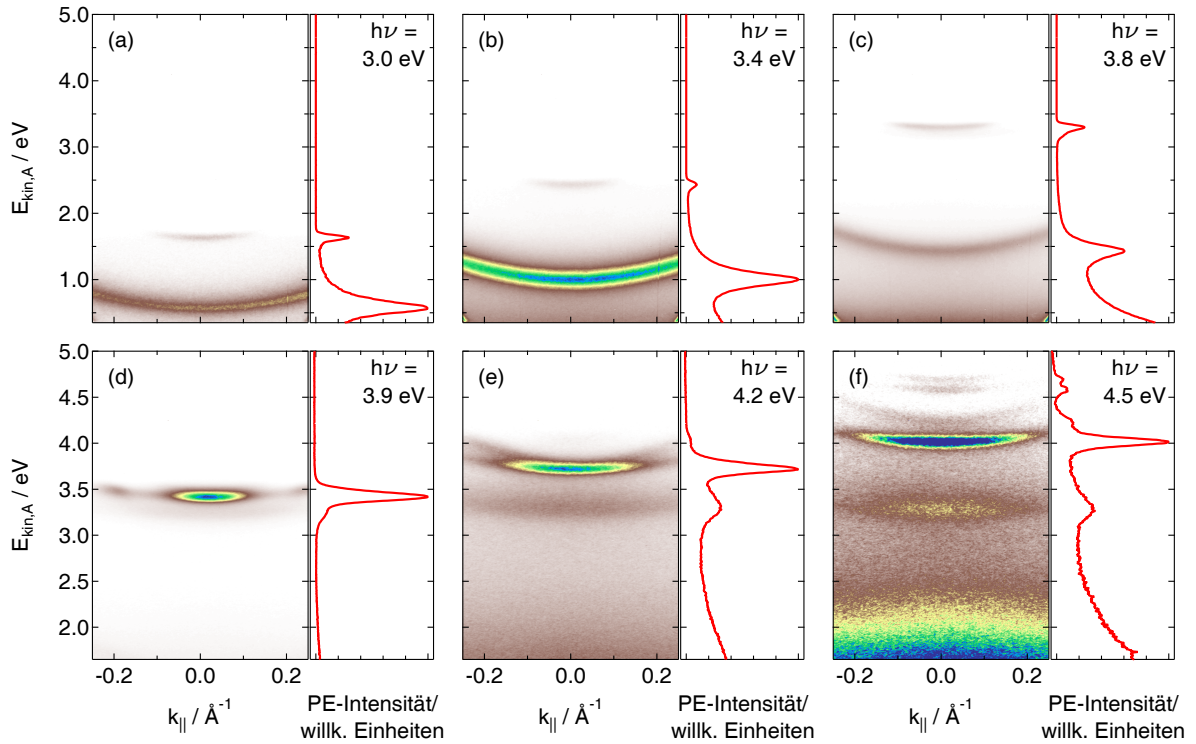 (a)
hν =
3.0 eV
(b)
hν =
3.4 eV
(c)
hν =
3.8 eV
5.0
4.0
3.0
2.0
1.0
E_kin,A / eV
(d)
hν =
3.9 eV
(e)
hν =
4.2 eV
(f)
hν =
4.5 eV
5.0
4.5
4.0
3.5
3.0
2.5
2.0
E_kin,A / eV
-0.2 0.0 0.2
-0.2 0.0 0.2
-0.2 0.0 0.2
k_|| / Å⁻¹
PE-Intensität/
willk. Einheiten
k_|| / Å⁻¹
PE-Intensität/
willk. Einheiten
k_|| / Å⁻¹
PE-Intensität/
willk. Einheiten